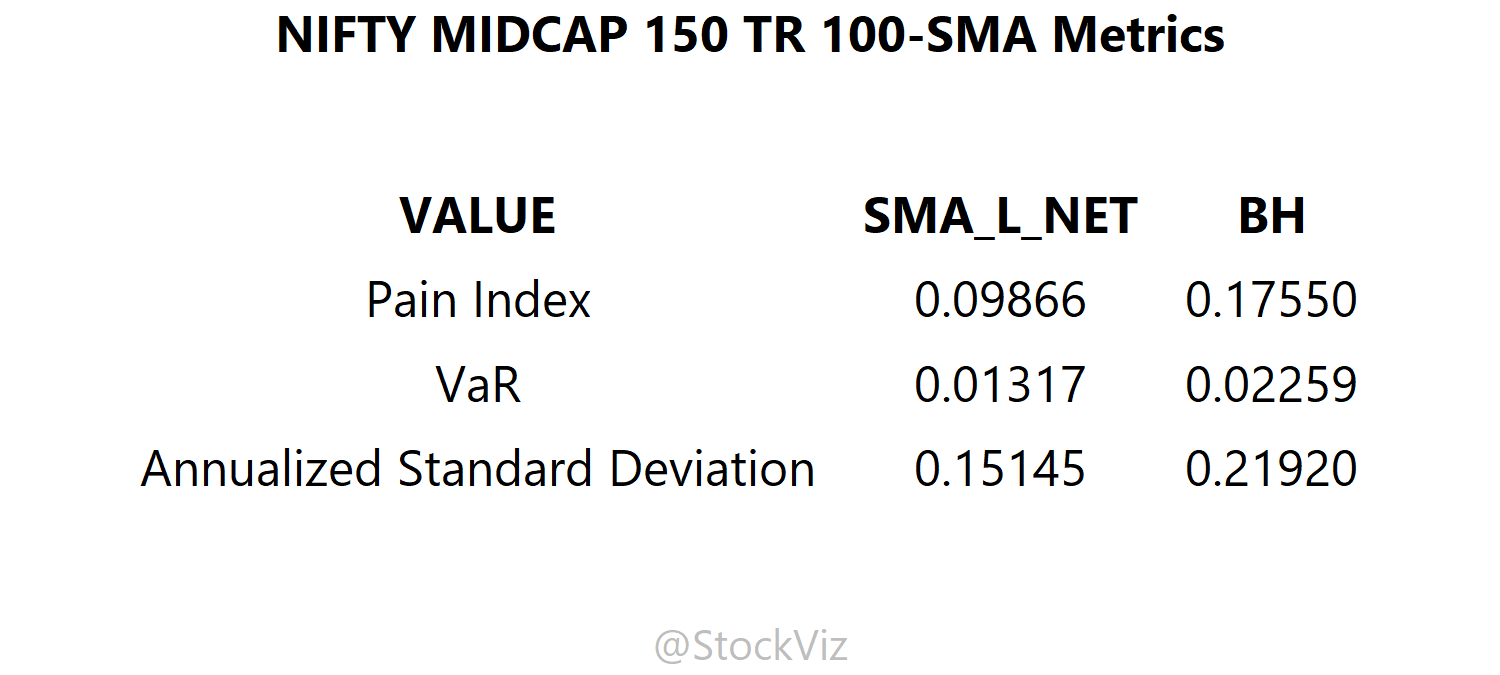 NIFTY MIDCAP 150 TR 100-SMA Metrics
VALUE SMA_L_NET BH
Pain Index 0.09866 0.17550
VaR 0.01317 0.02259
Annualized Standard Deviation 0.15145 0.21920
@StockViz